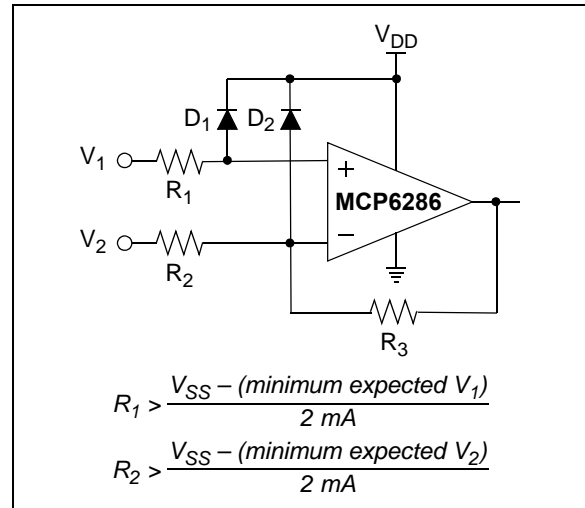 VDD
D1 D2
V1
R1
+
MCP6286
V2
–
R2
R3
R1 > VSS – (minimum expected V1)
2 mA
R2 > VSS – (minimum expected V2)
2 mA